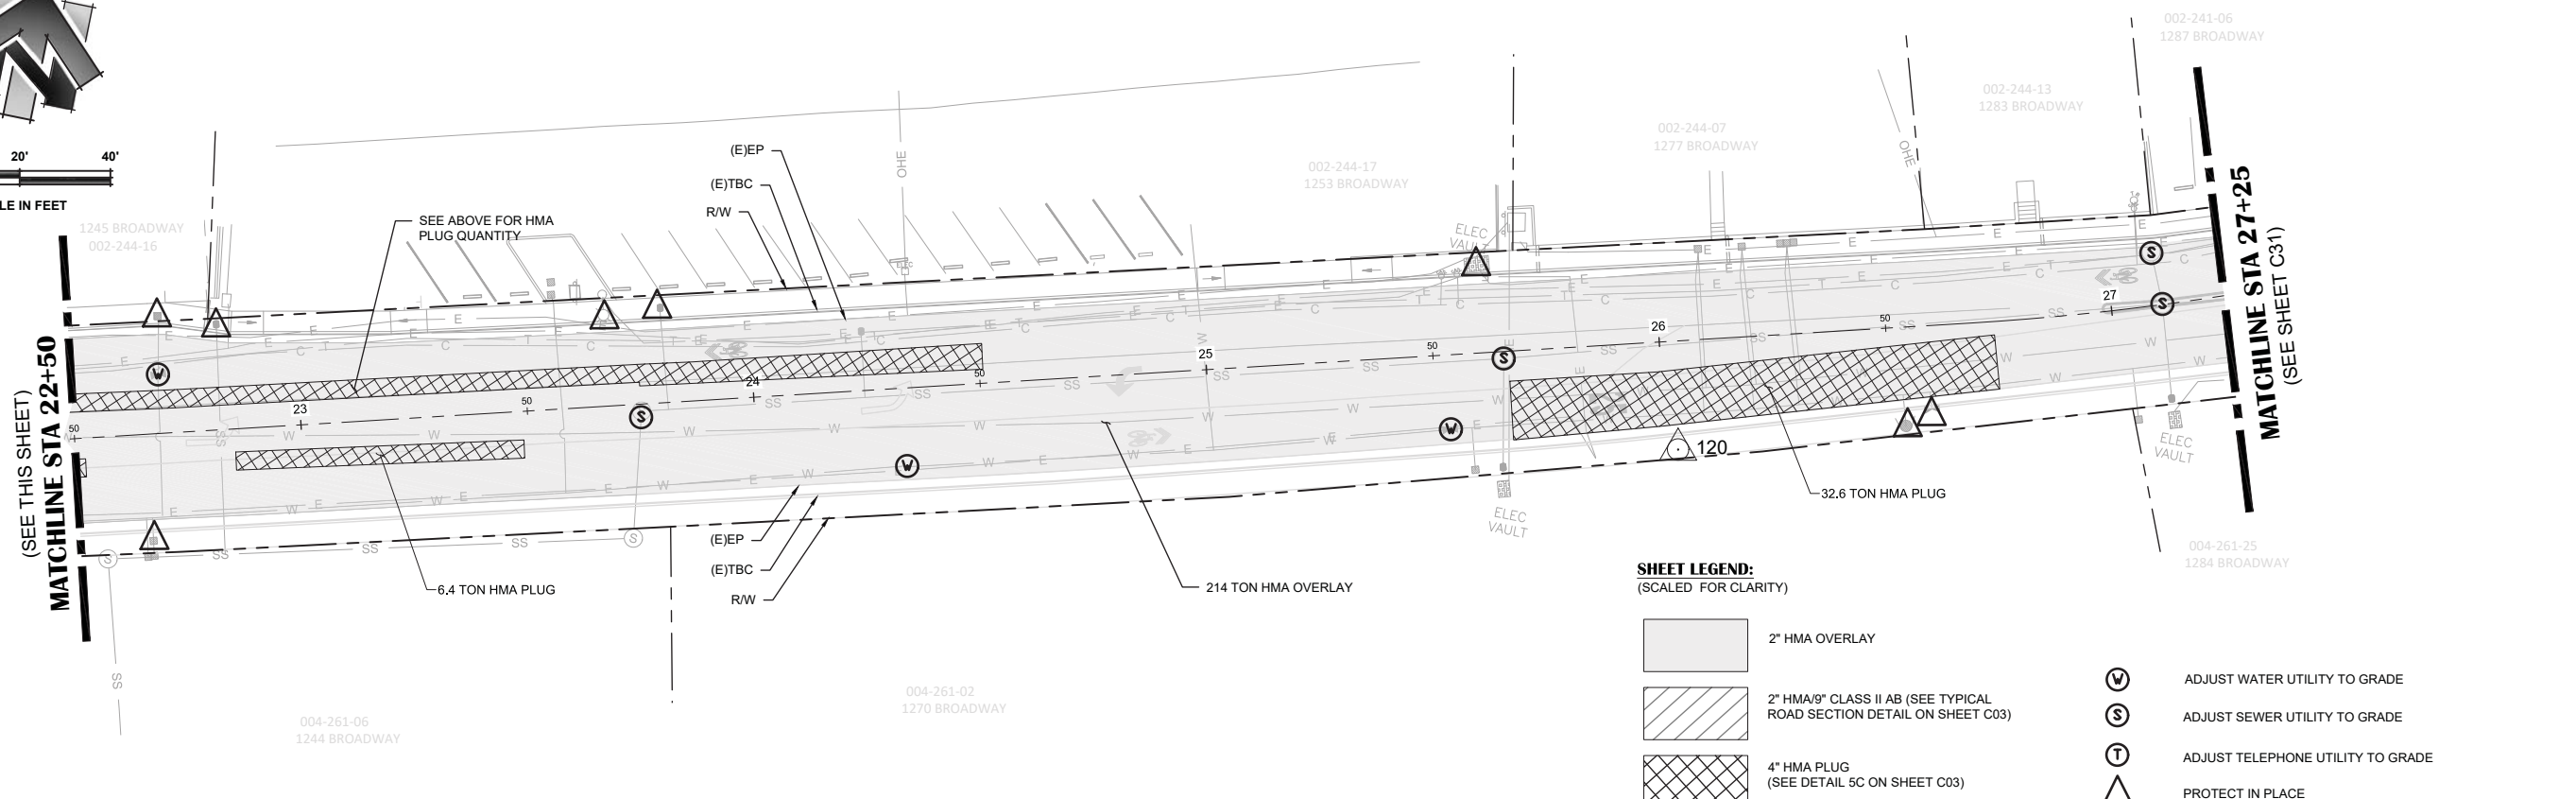 20' 40'
LE IN FEET
1245 BROADWAY
002-244-16
SEE ABOVE FOR HMA
PLUG QUANTITY
(E)EP
(E)TBC
R/W
OHE
002-244-17
1253 BROADWAY
002-244-07
1277 BROADWAY
002-244-13
1283 BROADWAY
002-241-06
1287 BROADWAY
OHE
ELEC
VAULT
ELEC
(SEE THIS SHEET)
MATCHLINE STA 22+50
MATCHLINE STA 27+25
(SEE SHEET C31)
50
23
50
24
50
25
50
26
50
27
120
6.4 TON HMA PLUG
(E)EP
(E)TBC
R/W
214 TON HMA OVERLAY
32.6 TON HMA PLUG
ELEC
VAULT
ELEC
VAULT
004-261-25
1284 BROADWAY
004-261-02
1270 BROADWAY
004-261-06
1244 BROADWAY
SHEET LEGEND:
(SCALED FOR CLARITY)
2" HMA OVERLAY
2" HMA/9" CLASS II AB (SEE TYPICAL
ROAD SECTION DETAIL ON SHEET C03)
4" HMA PLUG
(SEE DETAIL 5C ON SHEET C03)
W ADJUST WATER UTILITY TO GRADE
S ADJUST SEWER UTILITY TO GRADE
T ADJUST TELEPHONE UTILITY TO GRADE
PROTECT IN PLACE